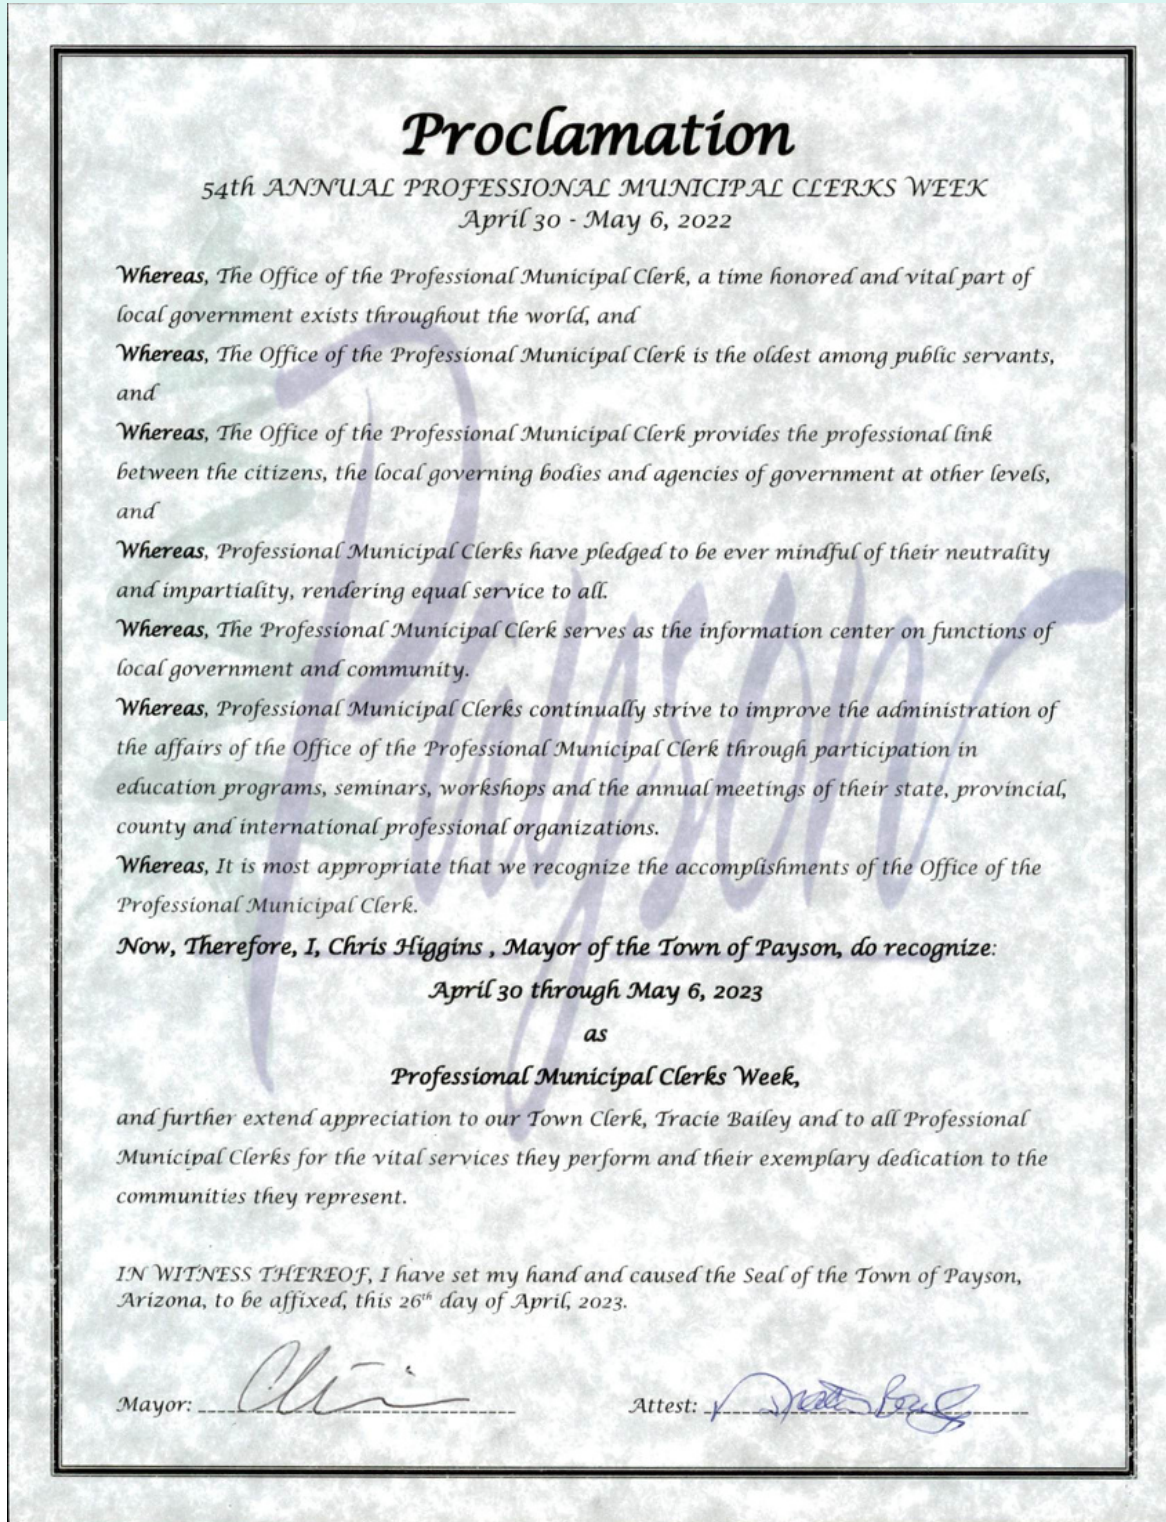 Proclamation
54th ANNUAL PROFESSIONAL MUNICIPAL CLERKS WEEK
April 30 - May 6, 2022
Whereas, The Office of the Professional Municipal Clerk, a time honored and vital part of
local government exists throughout the world, and
Whereas, The Office of the Professional Municipal Clerk is the oldest among public servants,
and
Whereas, The Office of the Professional Municipal Clerk provides the professional link
between the citizens, the local governing bodies and agencies of government at other levels,
and
Whereas, Professional Municipal Clerks have pledged to be ever mindful of their neutrality
and impartiality, rendering equal service to all.
Whereas, The Professional Municipal Clerk serves as the information center on functions of
local government and community.
Whereas, Professional Municipal Clerks continually strive to improve the administration of
the affairs of the Office of the Professional Municipal Clerk through participation in
education programs, seminars, workshops and the annual meetings of their state, provincial,
county and international professional organizations.
Whereas, It is most appropriate that we recognize the accomplishments of the Office of the
Professional Municipal Clerk.
Now, Therefore, I, Chris Higgins , Mayor of the Town of Payson, do recognize:
April 30 through May 6, 2023
as
Professional Municipal Clerks Week,
and further extend appreciation to our Town Clerk, Tracie Bailey and to all Professional
Municipal Clerks for the vital services they perform and their exemplary dedication to the
communities they represent.
IN WITNESS THEREOF, I have set my hand and caused the Seal of the Town of Payson,
Arizona, to be affixed, this 26th day of April, 2023.
Mayor:
Attest:
Payson